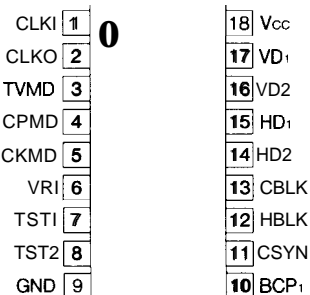 CLKI 1 0 18 Vcc
CLKO 2 17 VD1
TVMD 3 16 VD2
CPMD 4 15 HD1
CKMD 5 14 HD2
VRI 6 13 CBLK
TSTI 7 12 HBLK
TST2 8 11 CSYN
GND 9 10 BCP1